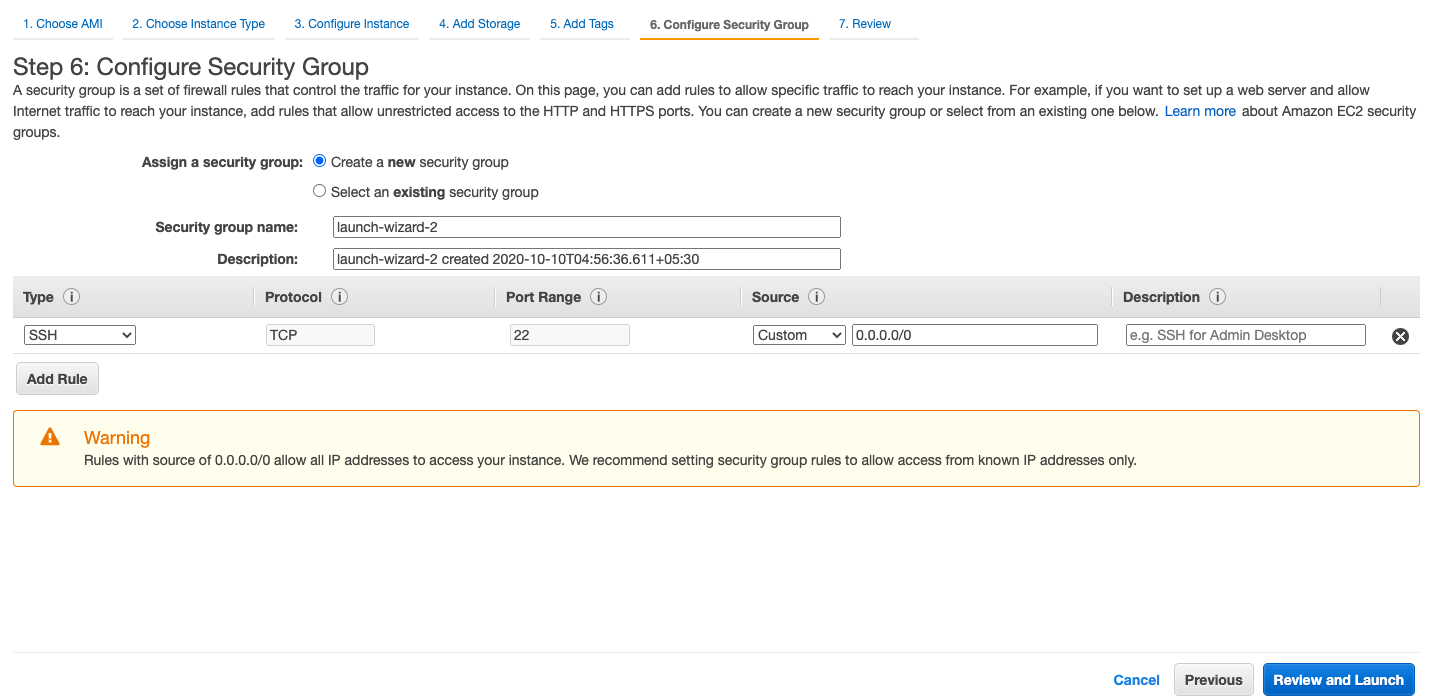 1. Choose AMI 2. Choose Instance Type 3. Configure Instance 4. Add Storage 5. Add Tags 6. Configure Security Group 7. Review
Step 6: Configure Security Group
A security group is a set of firewall rules that control the traffic for your instance. On this page, you can add rules to allow specific traffic to reach your instance. For example, if you want to set up a web server and allow
Internet traffic to reach your instance, add rules that allow unrestricted access to the HTTP and HTTPS ports. You can create a new security group or select from an existing one below. Learn more about Amazon EC2 security
groups.
Assign a security group: Create a new security group
Select an existing security group
Security group name: launch-wizard-2
Description: launch-wizard-2 created 2020-10-10T04:56:36.611+05:30
Type i Protocol i Port Range i Source i Description i
SSH TCP 22 Custom 0.0.0.0/0 e.g. SSH for Admin Desktop
Add Rule
Warning
Rules with source of 0.0.0.0/0 allow all IP addresses to access your instance. We recommend setting security group rules to allow access from known IP addresses only.
Cancel Previous Review and Launch